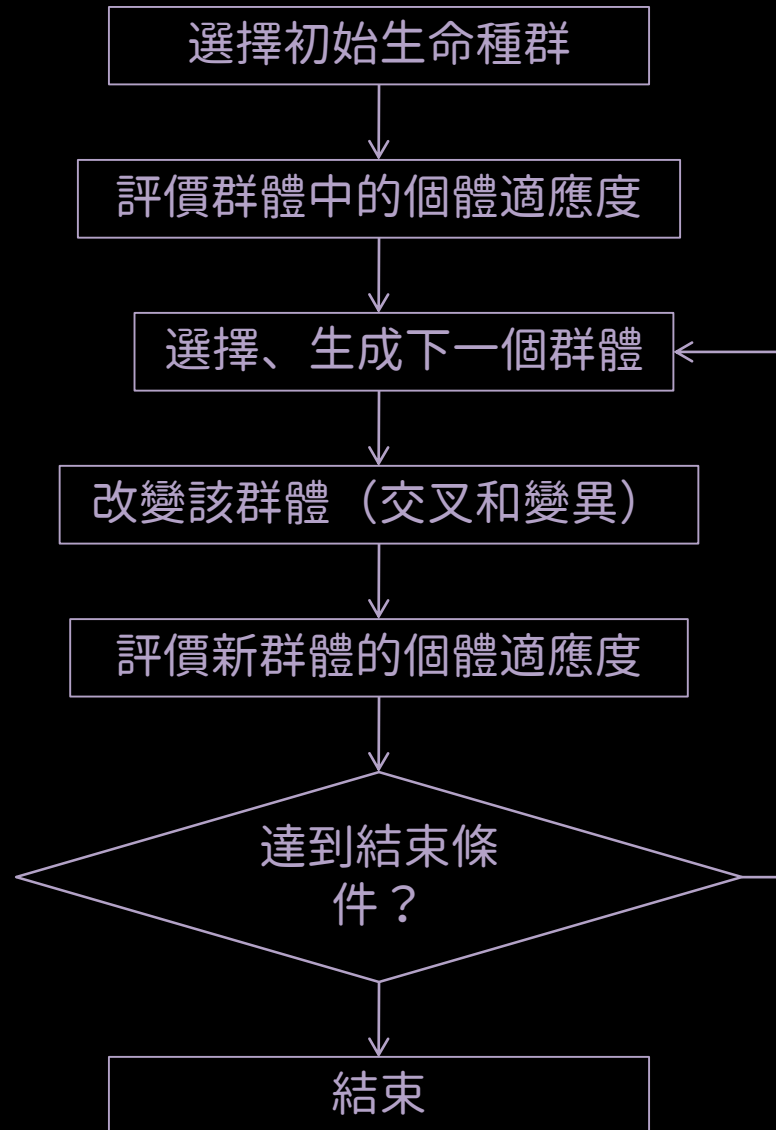 選擇初始生命種群
評價群體中的個體適應度
選擇、生成下一個群體
改變該群體（交叉和變異）
評價新群體的個體適應度
達到結束條
件？
結束